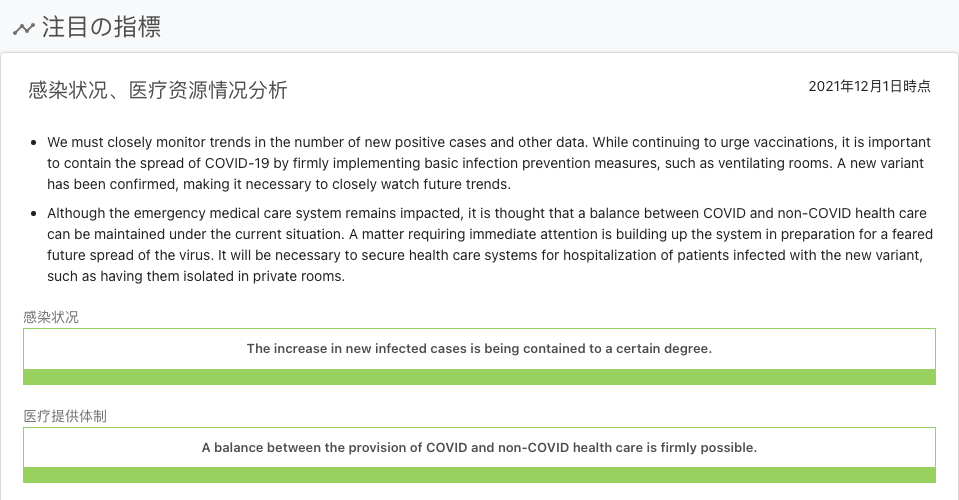 注目の指標
感染状况、医疗资源情况分析
2021年12月1日時点
We must closely monitor trends in the number of new positive cases and other data. While continuing to urge vaccinations, it is important
to contain the spread of COVID-19 by firmly implementing basic infection prevention measures, such as ventilating rooms. A new variant
has been confirmed, making it necessary to closely watch future trends.
Although the emergency medical care system remains impacted, it is thought that a balance between COVID and non-COVID health care
can be maintained under the current situation. A matter requiring immediate attention is building up the system in preparation for a feared
future spread of the virus. It will be necessary to secure health care systems for hospitalization of patients infected with the new variant,
such as having them isolated in private rooms.
感染状况
The increase in new infected cases is being contained to a certain degree.
医疗提供体制
A balance between the provision of COVID and non-COVID health care is firmly possible.